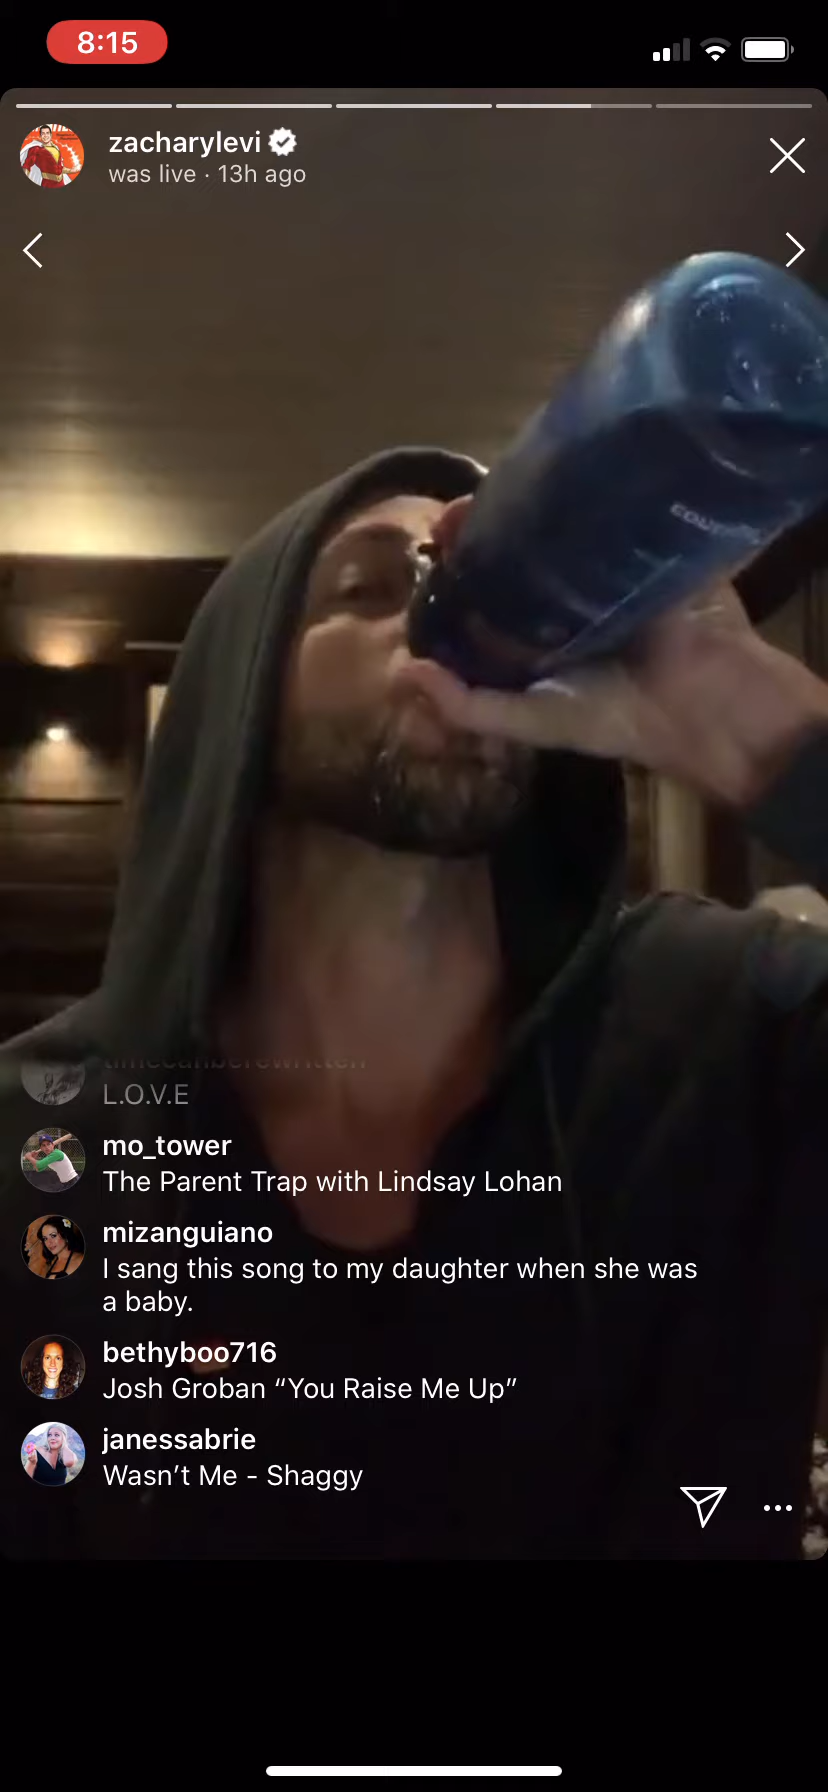 8:15
zacharylevi
was live · 13h ago
L.O.V.E
mo_tower
The Parent Trap with Lindsay Lohan
mizanguiano
I sang this song to my daughter when she was
a baby.
bethyboo716
Josh Groban “You Raise Me Up”
janessabrie
Wasn’t Me - Shaggy